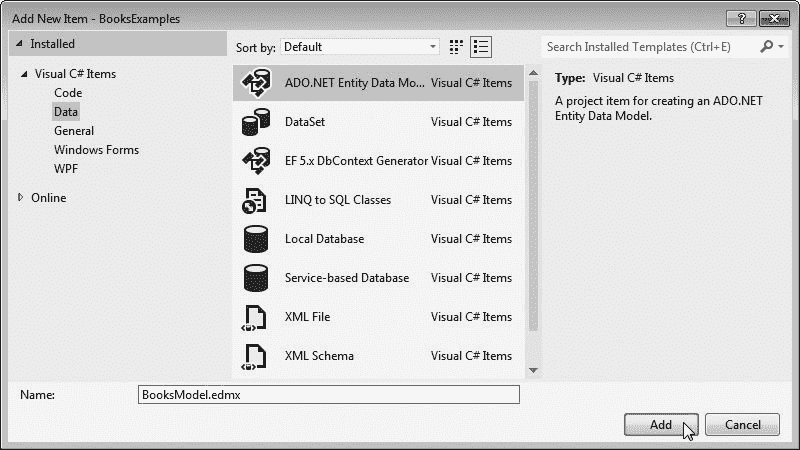 Add New Item - BooksExamples
Installed
Visual C# Items
Code
Data
General
Windows Forms
WPF
Online
Sort by: Default
ADO.NET Entity Data Mo... Visual C# Items
DataSet Visual C# Items
EF 5.x DbContext Generator Visual C# Items
LINQ to SQL Classes Visual C# Items
Local Database Visual C# Items
Service-based Database Visual C# Items
XML File Visual C# Items
XML Schema Visual C# Items
Search Installed Templates (Ctrl+E)
Type: Visual C# Items
A project item for creating an ADO.NET
Entity Data Model.
Name: BooksModel.edmx
Add Cancel